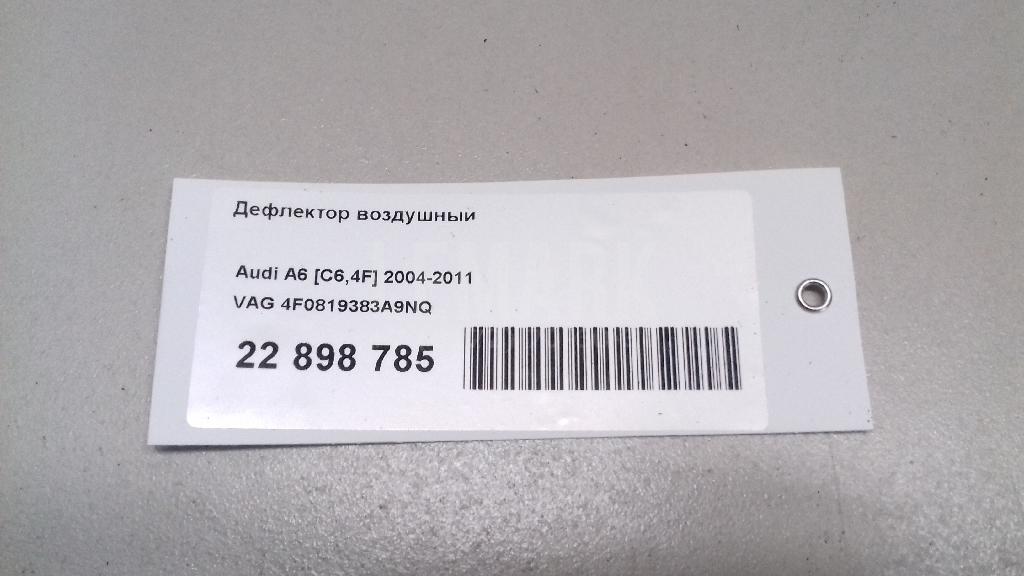 Дефлектор воздушный
Audi A6 [C6,4F] 2004-2011
VAG 4F0819383A9NQ
22 898 785